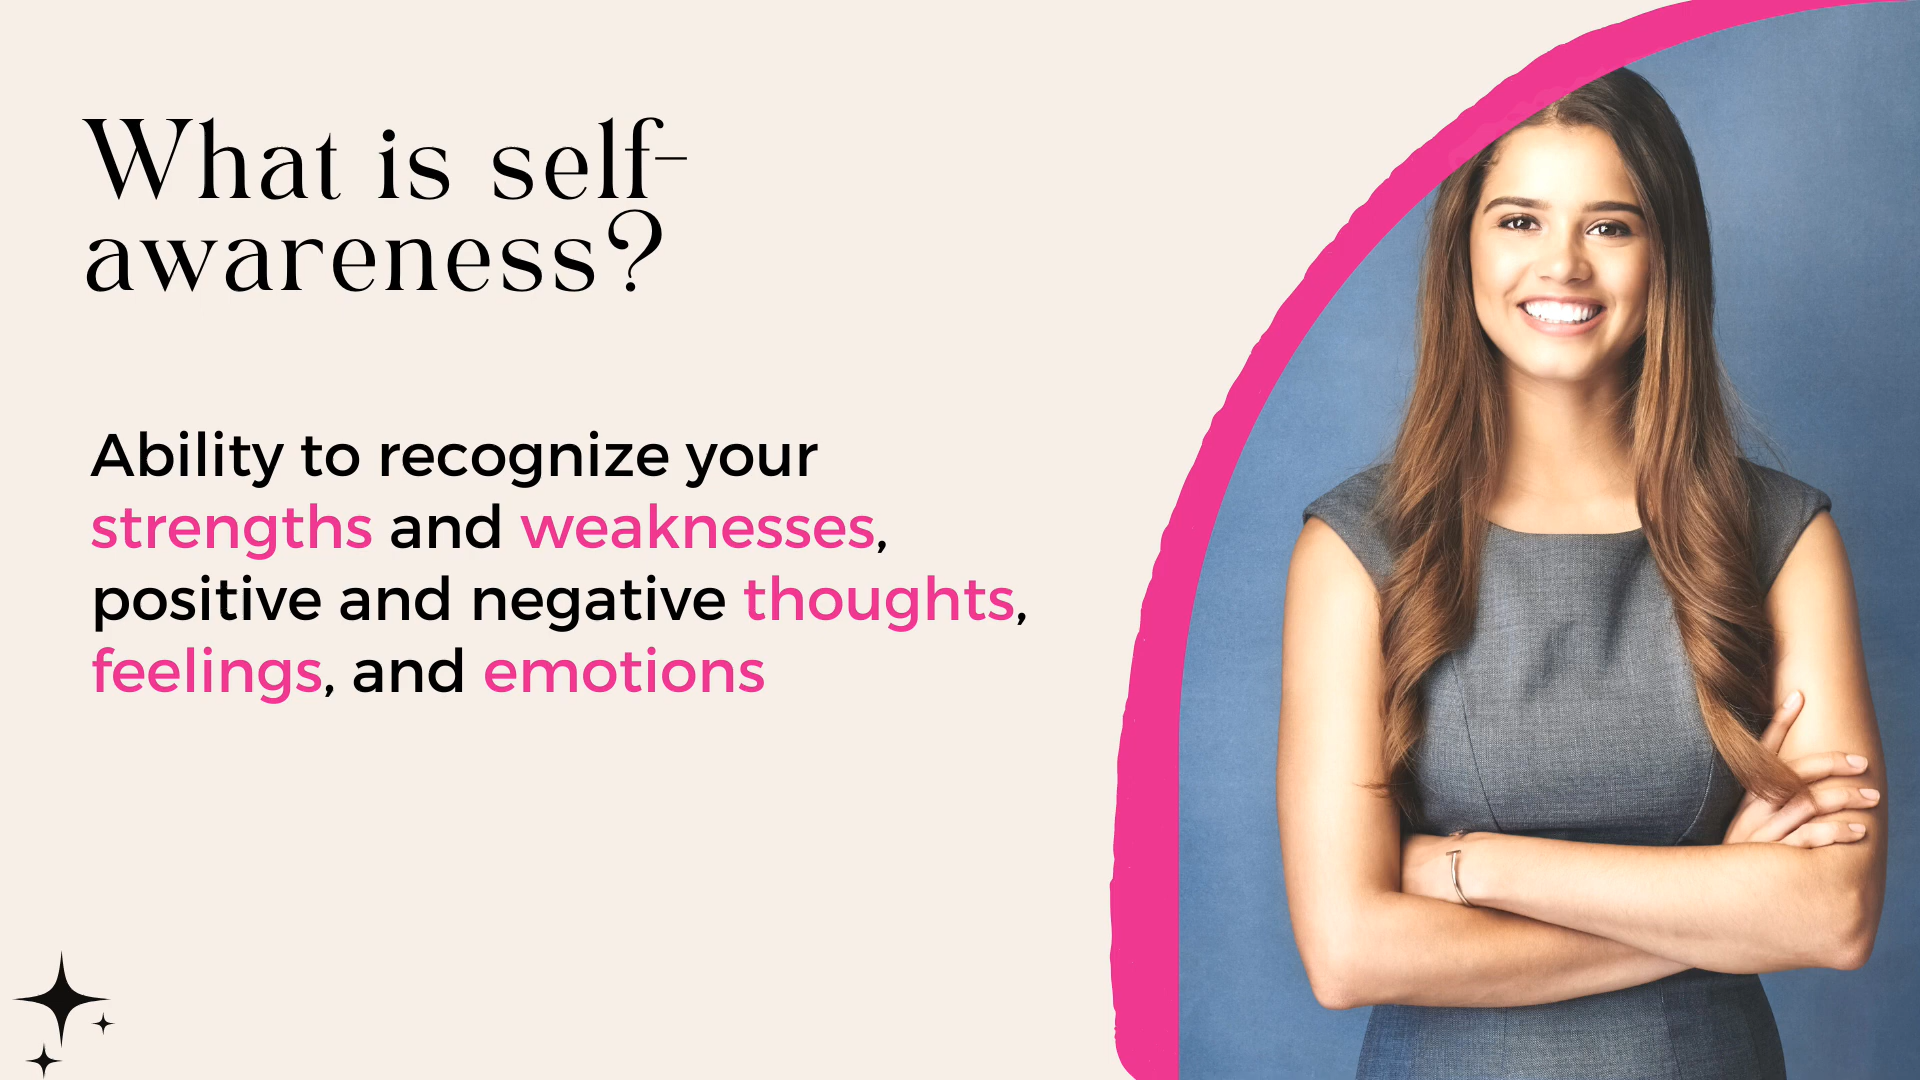 What is self-
awareness?
Ability to recognize your
strengths and weaknesses,
positive and negative thoughts,
feelings, and emotions